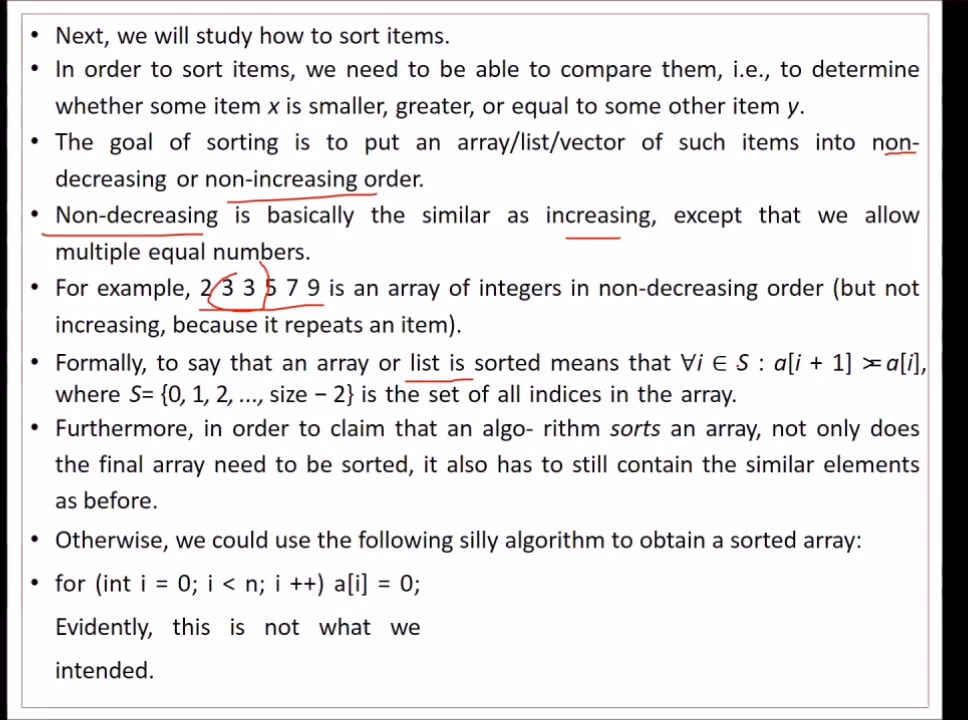 • Next, we will study how to sort items.
• In order to sort items, we need to be able to compare them, i.e., to determine
whether some item x is smaller, greater, or equal to some other item y.
• The goal of sorting is to put an array/list/vector of such items into non-
decreasing or non-increasing order.
• Non-decreasing is basically the similar as increasing, except that we allow
multiple equal numbers.
• For example, 2 3 3 5 7 9 is an array of integers in non-decreasing order (but not
increasing, because it repeats an item).
• Formally, to say that an array or list is sorted means that ∀i ∈ S : a[i + 1] ≽ a[i],
where S= {0, 1, 2, ..., size − 2} is the set of all indices in the array.
• Furthermore, in order to claim that an algo- rithm sorts an array, not only does
the final array need to be sorted, it also has to still contain the similar elements
as before.
• Otherwise, we could use the following silly algorithm to obtain a sorted array:
• for (int i = 0; i < n; i ++) a[i] = 0;
Evidently, this is not what we
intended.